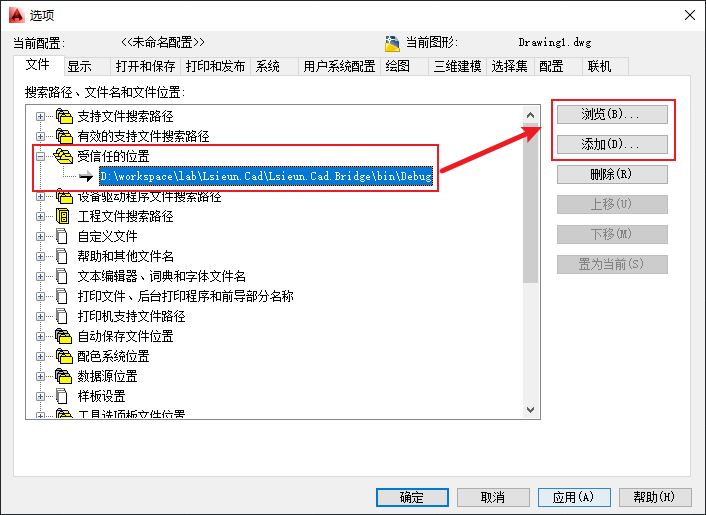 选项
当前配置: <<未命名配置>> 当前图形: Drawing1.dwg
文件 显示 打开和保存 打印和发布 系统 用户系统配置 绘图 三维建模 选择集 配置 联机
搜索路径、文件名和文件位置:
支持文件搜索路径
有效的支持文件搜索路径
受信任的位置
D:\workspace\lab\Lsieun.Cad\Lsieun.Cad.Bridge\bin\Debug
设备驱动程序文件搜索路径
工程文件搜索路径
自定义文件
帮助和其他文件名
文本编辑器、词典和字体文件名
打印文件、后台打印程序和前导部分名称
打印机支持文件路径
自动保存文件位置
配色系统位置
数据源位置
样板设置
工具选项板文件位置
浏览(B)...
添加(D)...
删除(R)
上移(U)
下移(M)
置为当前(S)
确定 取消 应用(A) 帮助(H)